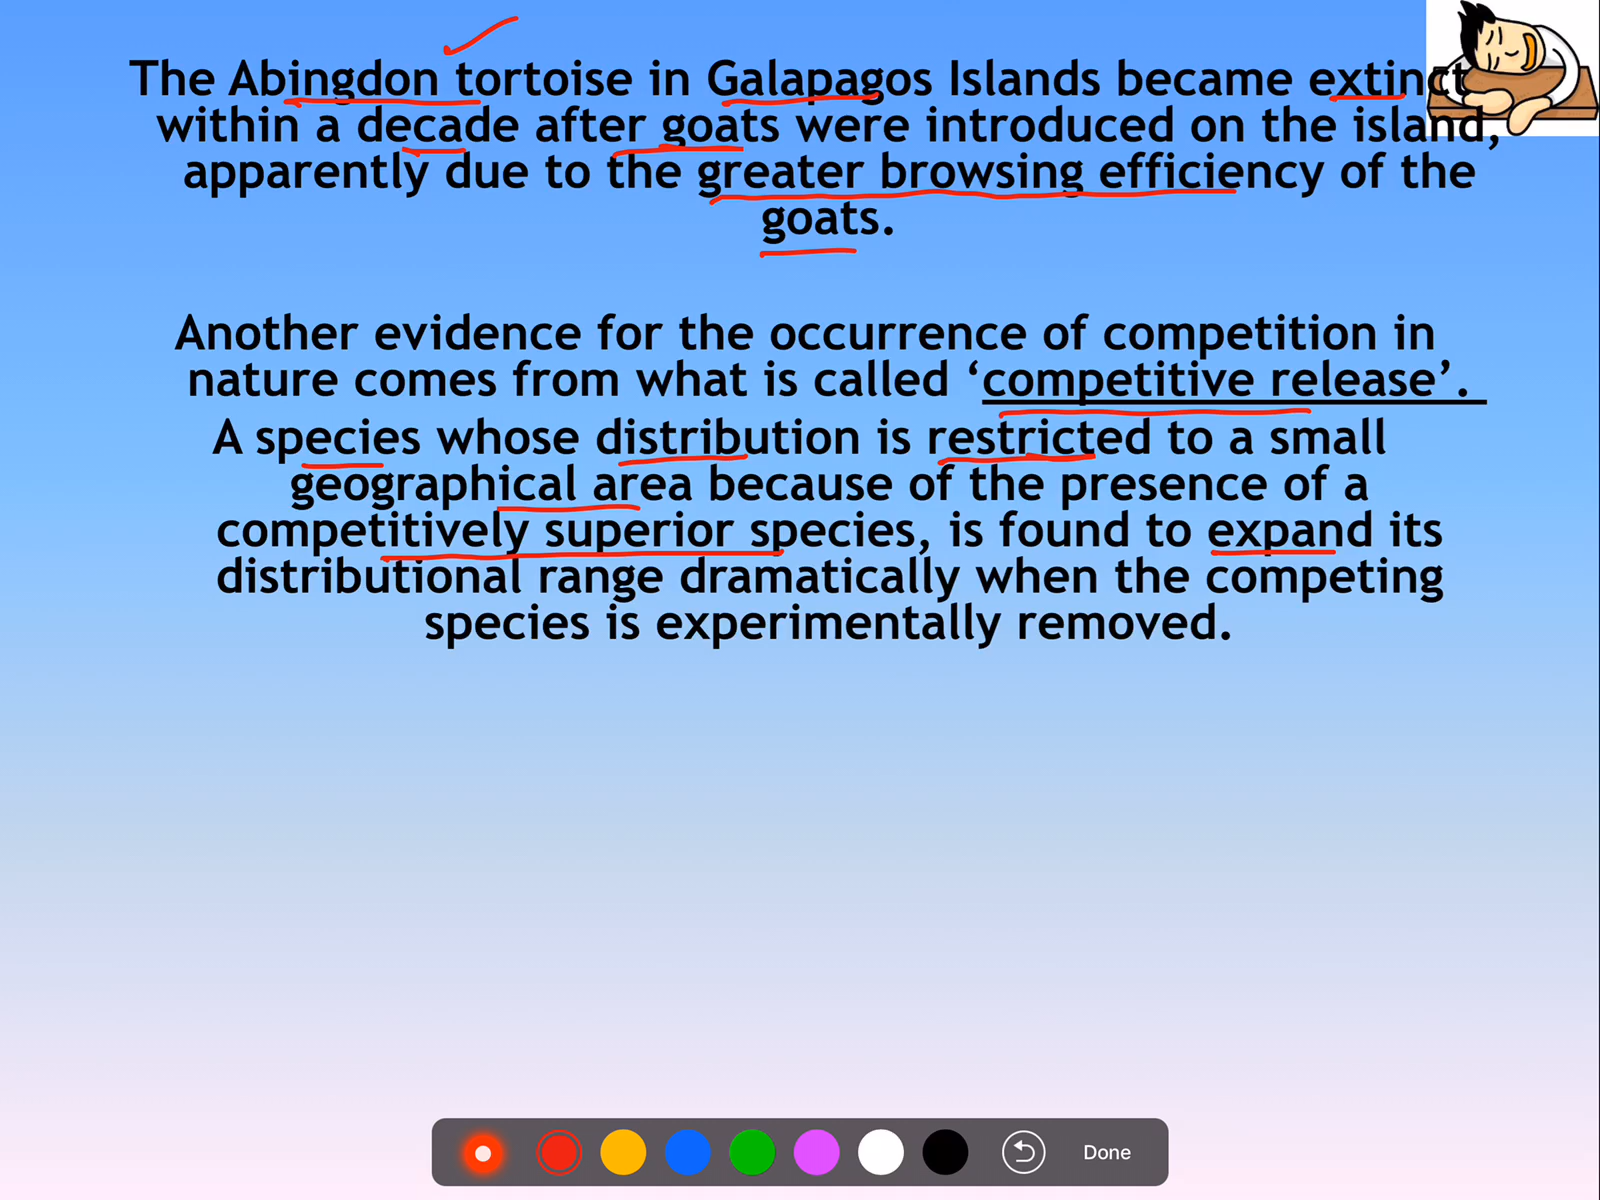 The Abingdon tortoise in Galapagos Islands became extinct
within a decade after goats were introduced on the island,
apparently due to the greater browsing efficiency of the
goats.
Another evidence for the occurrence of competition in
nature comes from what is called ‘competitive release’.
A species whose distribution is restricted to a small
geographical area because of the presence of a
competitively superior species, is found to expand its
distributional range dramatically when the competing
species is experimentally removed.
Done